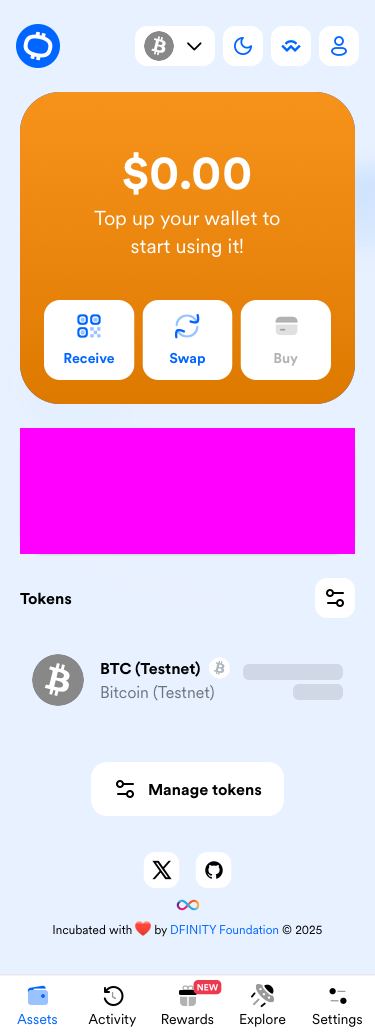 $0.00
Top up your wallet to
start using it!
Receive
Swap
Buy
Tokens
BTC (Testnet)
Bitcoin (Testnet)
Manage tokens
Incubated with ❤️ by DFINITY Foundation © 2025
NEW
Assets
Activity
Rewards
Explore
Settings